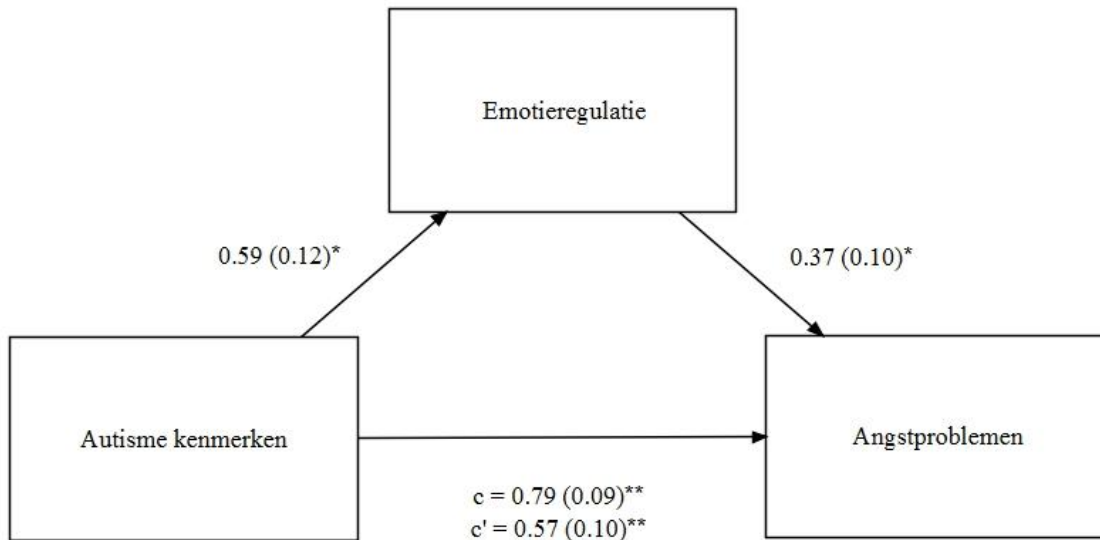 Emotieregulatie
0.59 (0.12)*
0.37 (0.10)*
Autisme kenmerken
Angstproblemen
c = 0.79 (0.09)**
c' = 0.57 (0.10)**